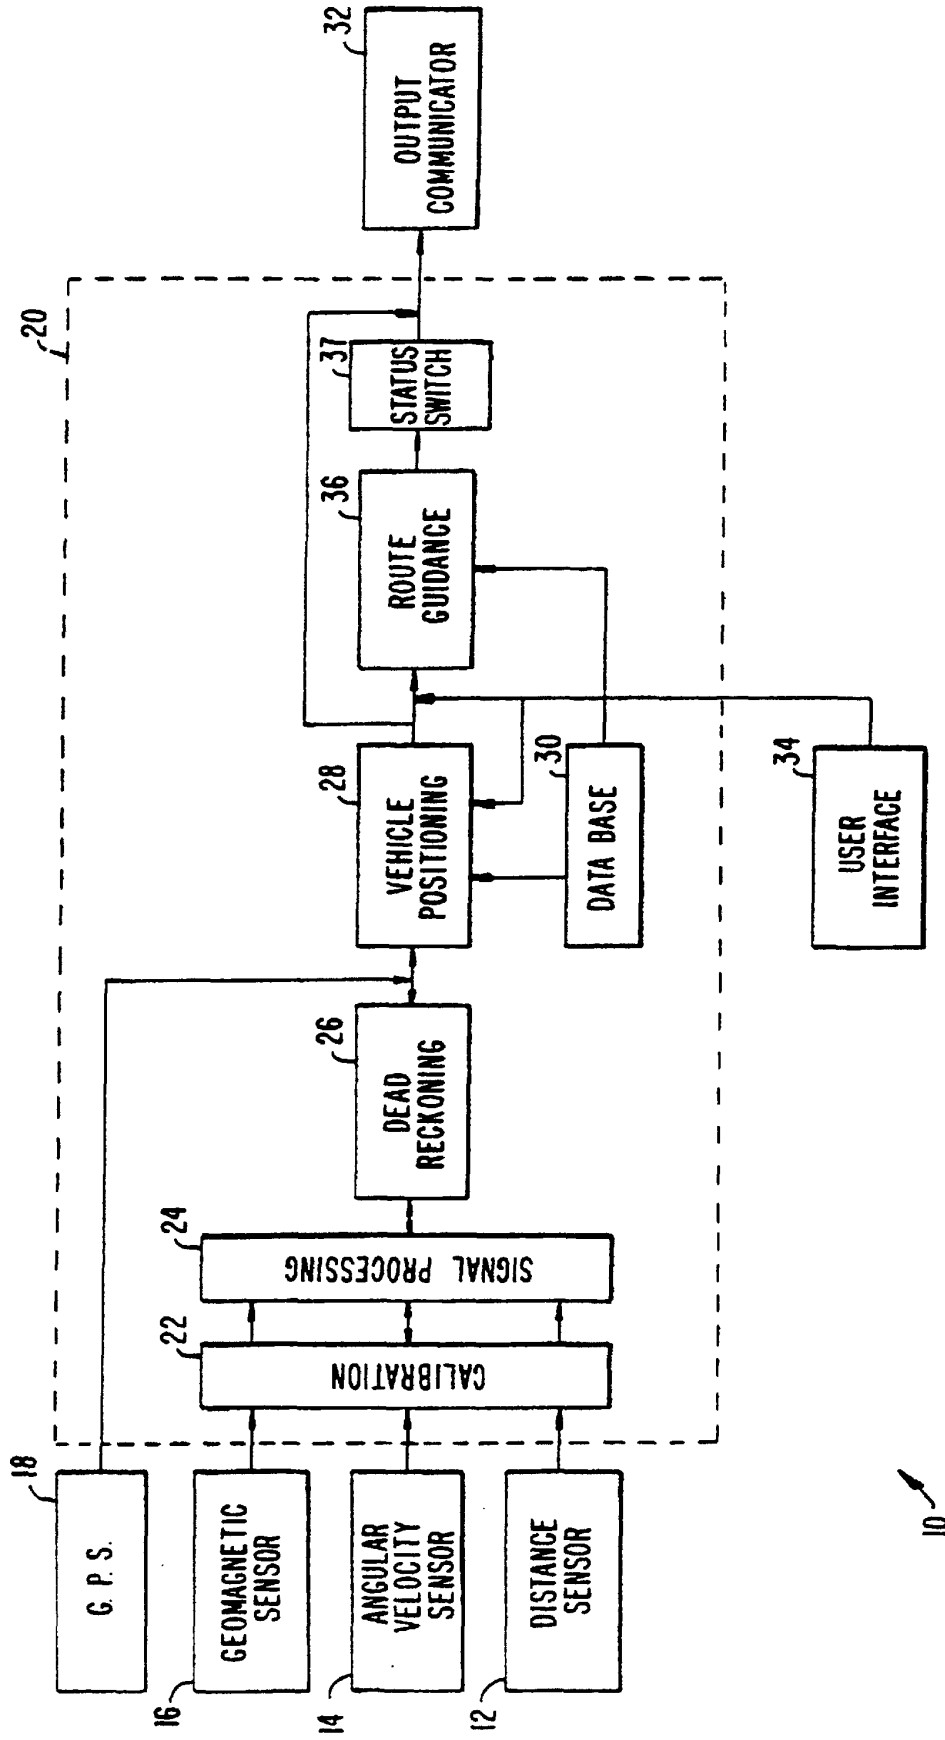 20
18
G. P. S.
16
GEOMAGNETIC
SENSOR
14
ANGULAR
VELOCITY
SENSOR
12
DISTANCE
SENSOR
22
CALIBRATION
24
SIGNAL PROCESSING
26
DEAD
RECKONING
28
VEHICLE
POSITIONING
30
DATA BASE
34
USER
INTERFACE
36
ROUTE
GUIDANCE
37
STATUS
SWITCH
32
OUTPUT
COMMUNICATOR
10